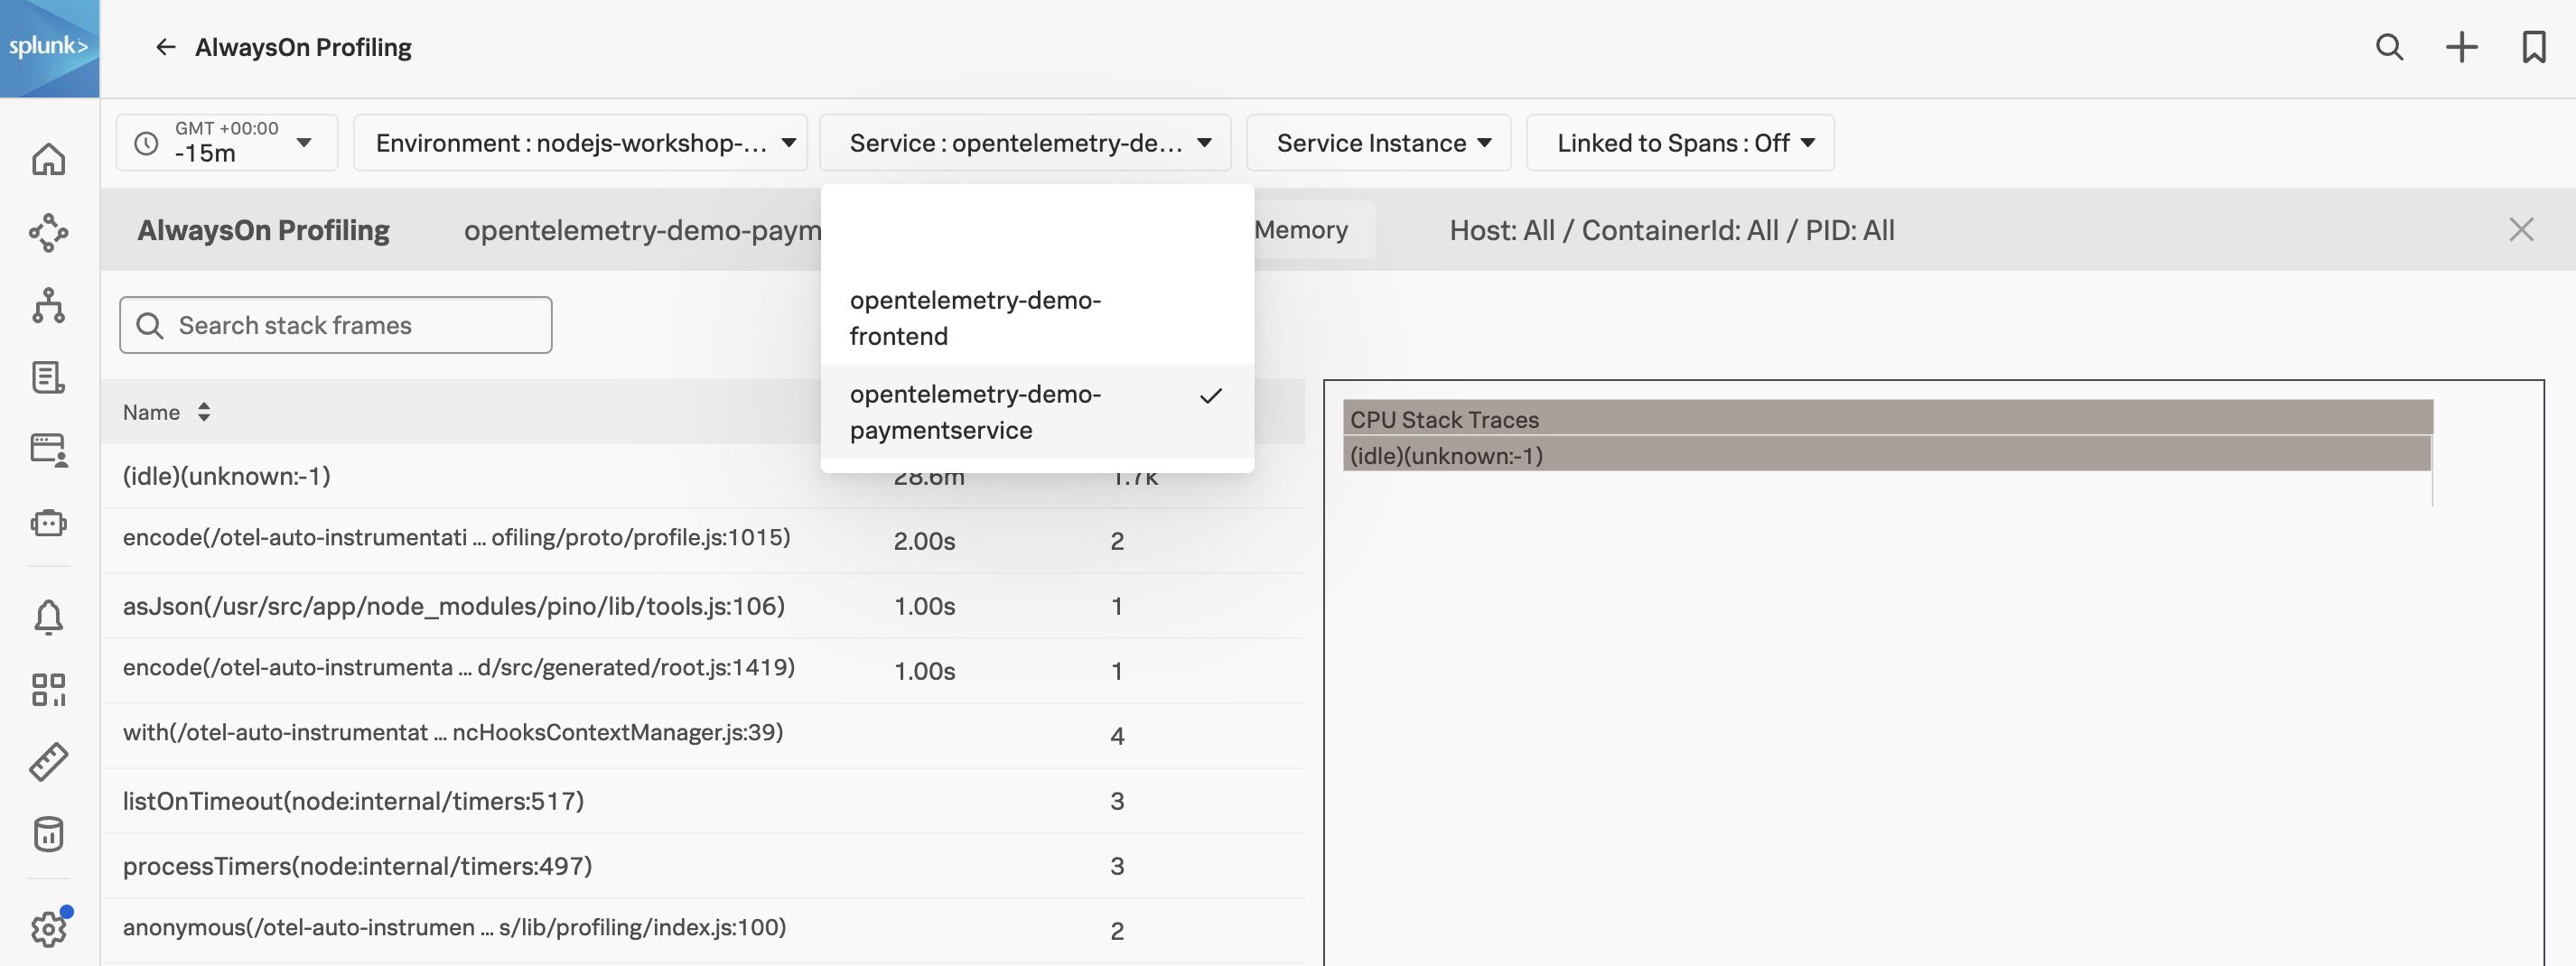 splunk>
AlwaysOn Profiling
GMT +00:00
-15m
Environment : nodejs-workshop-...
Service : opentelemetry-de...
Service Instance
Linked to Spans : Off
AlwaysOn Profiling
opentelemetry-demo-paym
Memory
Host: All / ContainerId: All / PID: All
opentelemetry-demo-
frontend
opentelemetry-demo-
paymentservice
Search stack frames
Name
(idle)(unknown:-1) 28.6m 1.7k
encode(/otel-auto-instrumentati ... ofiling/proto/profile.js:1015) 2.00s 2
asJson(/usr/src/app/node_modules/pino/lib/tools.js:106) 1.00s 1
encode(/otel-auto-instrumenta ... d/src/generated/root.js:1419) 1.00s 1
with(/otel-auto-instrumentat ... ncHooksContextManager.js:39) 4
listOnTimeout(node:internal/timers:517) 3
processTimers(node:internal/timers:497) 3
anonymous(/otel-auto-instrumen ... s/lib/profiling/index.js:100) 2
CPU Stack Traces
(idle)(unknown:-1)